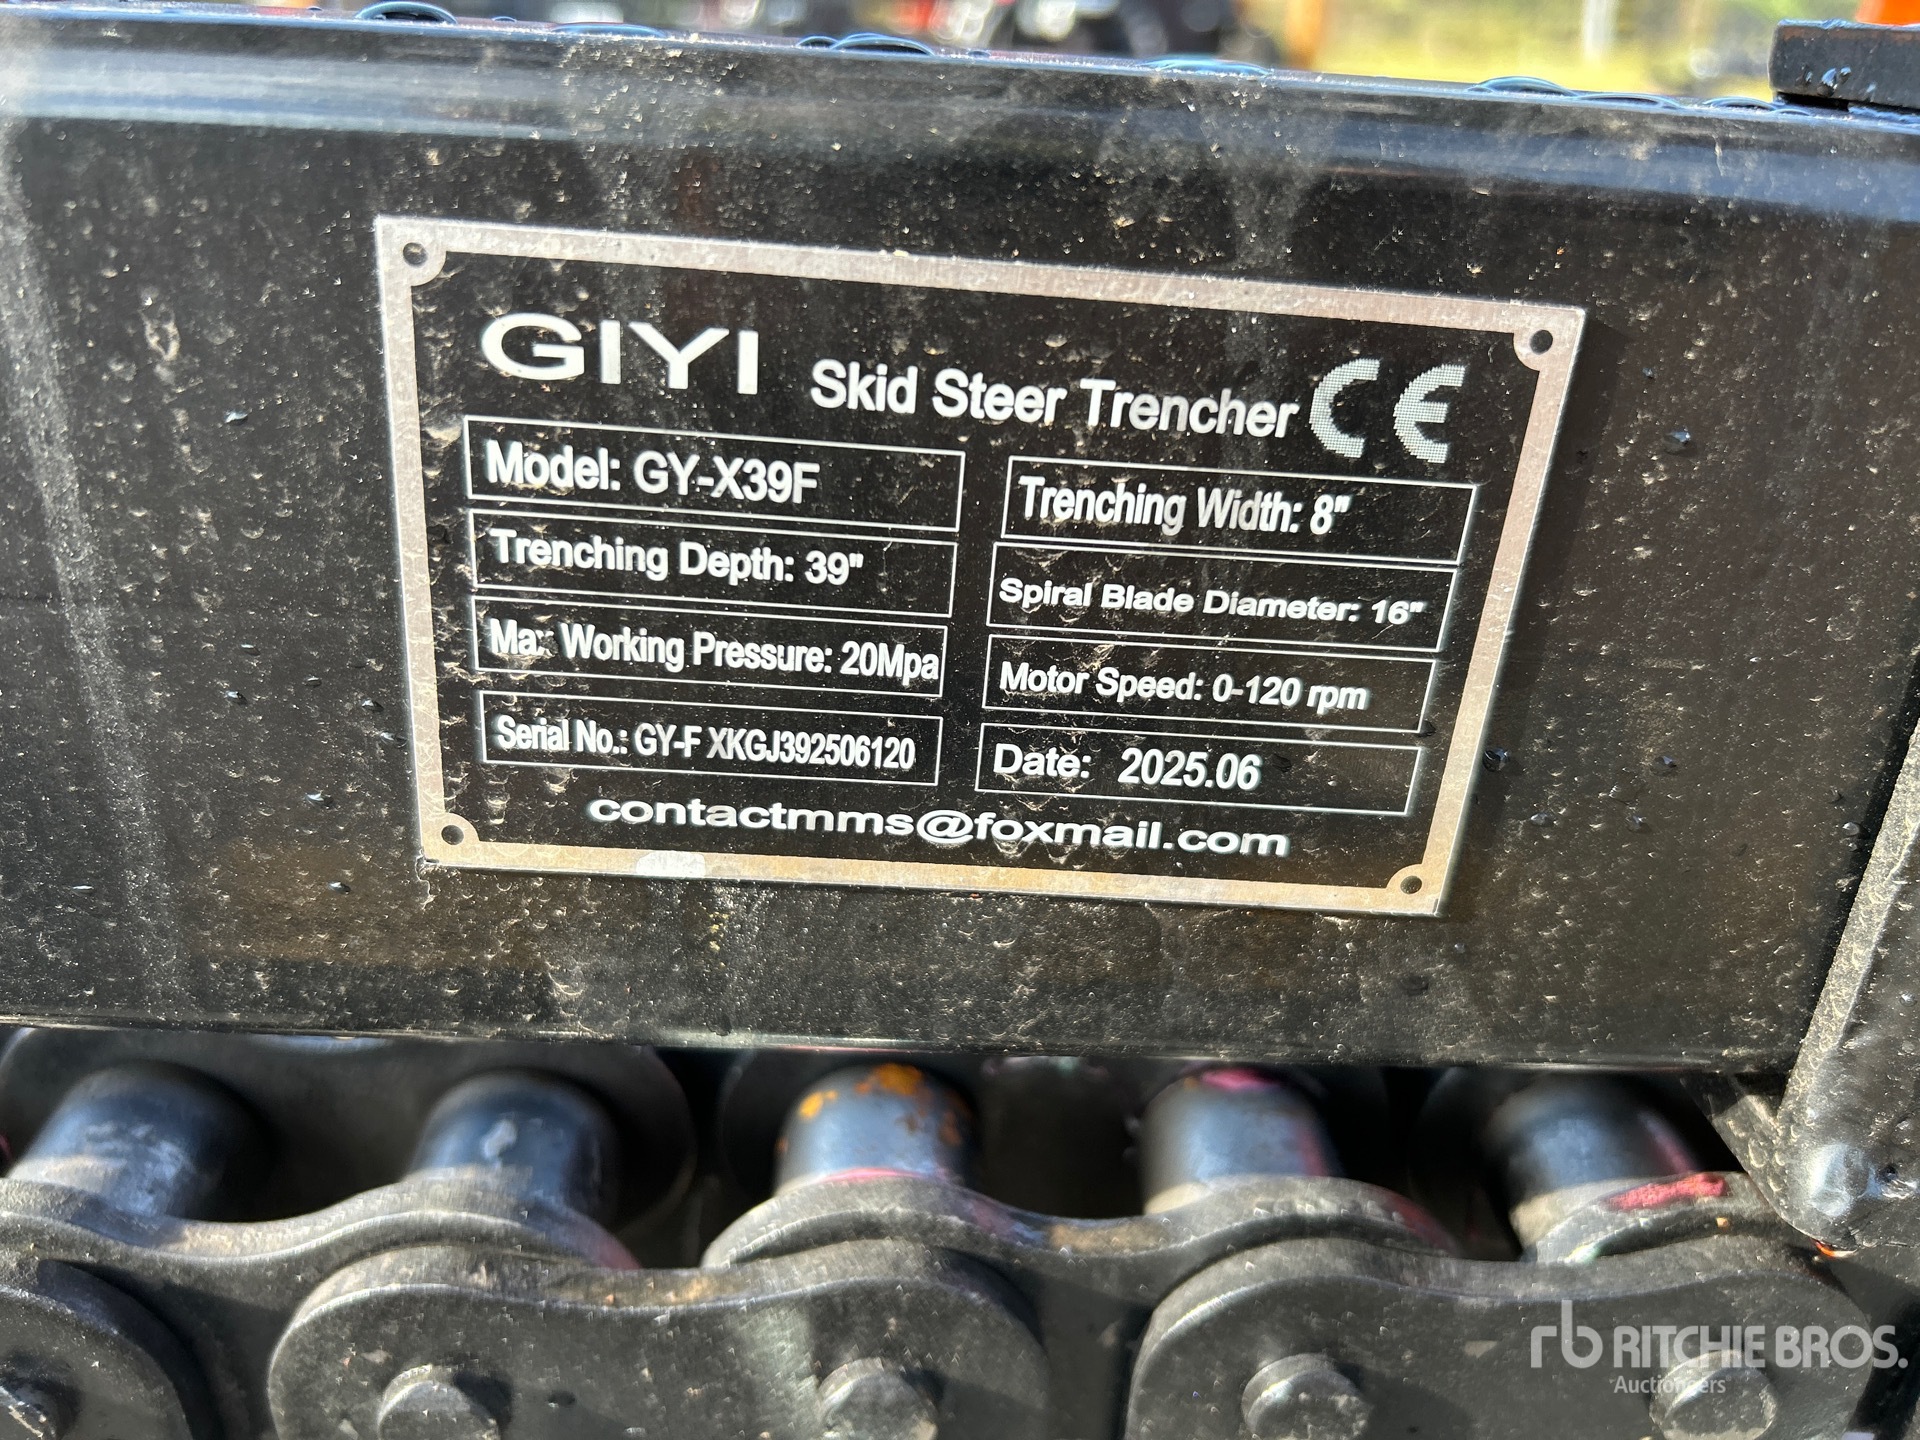 GIYI Skid Steer Trencher CE
Model: GY-X39F
Trenching Width: 8"
Trenching Depth: 39"
Spiral Blade Diameter: 16"
Max Working Pressure: 20Mpa
Motor Speed: 0-120 rpm
Serial No.: GY-F XKGJ392506120
Date: 2025.06
contactmms@foxmail.com
rb RITCHIE BROS.
Auctioneers